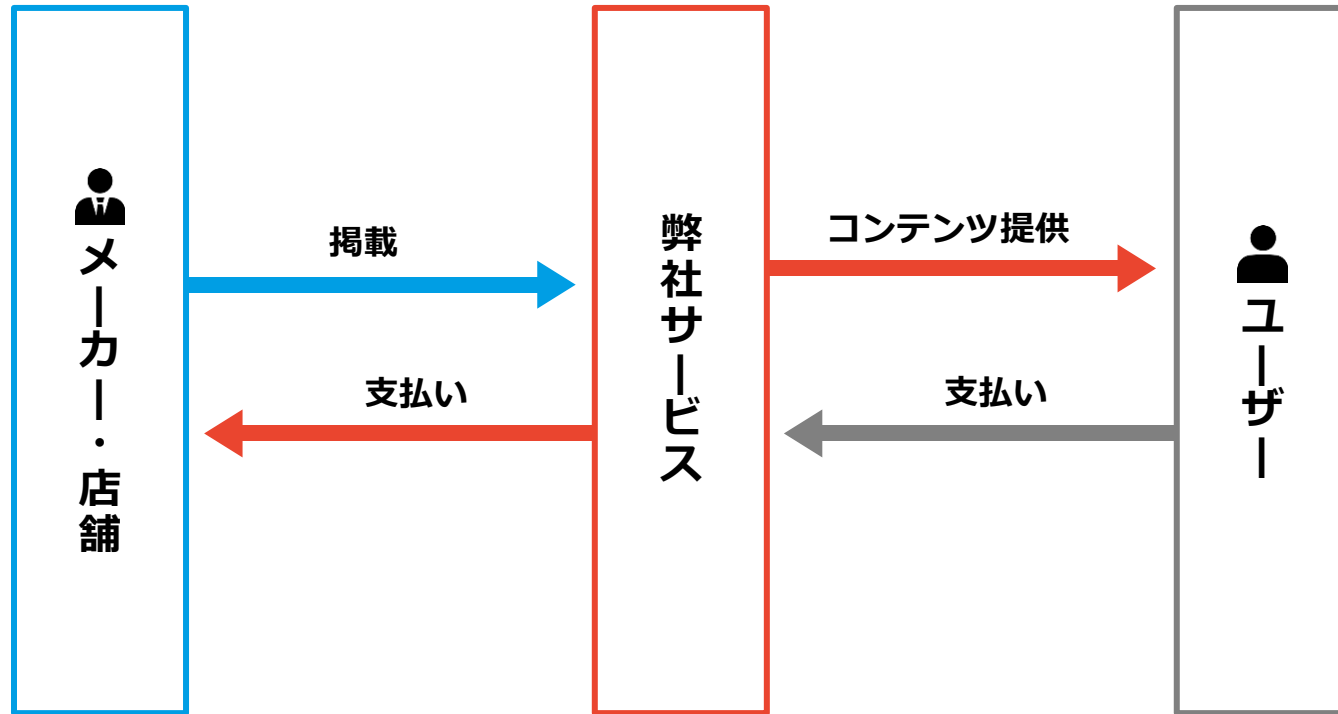 メーカー・店舗
掲載
支払い
弊社サービス
コンテンツ提供
支払い
ユーザー